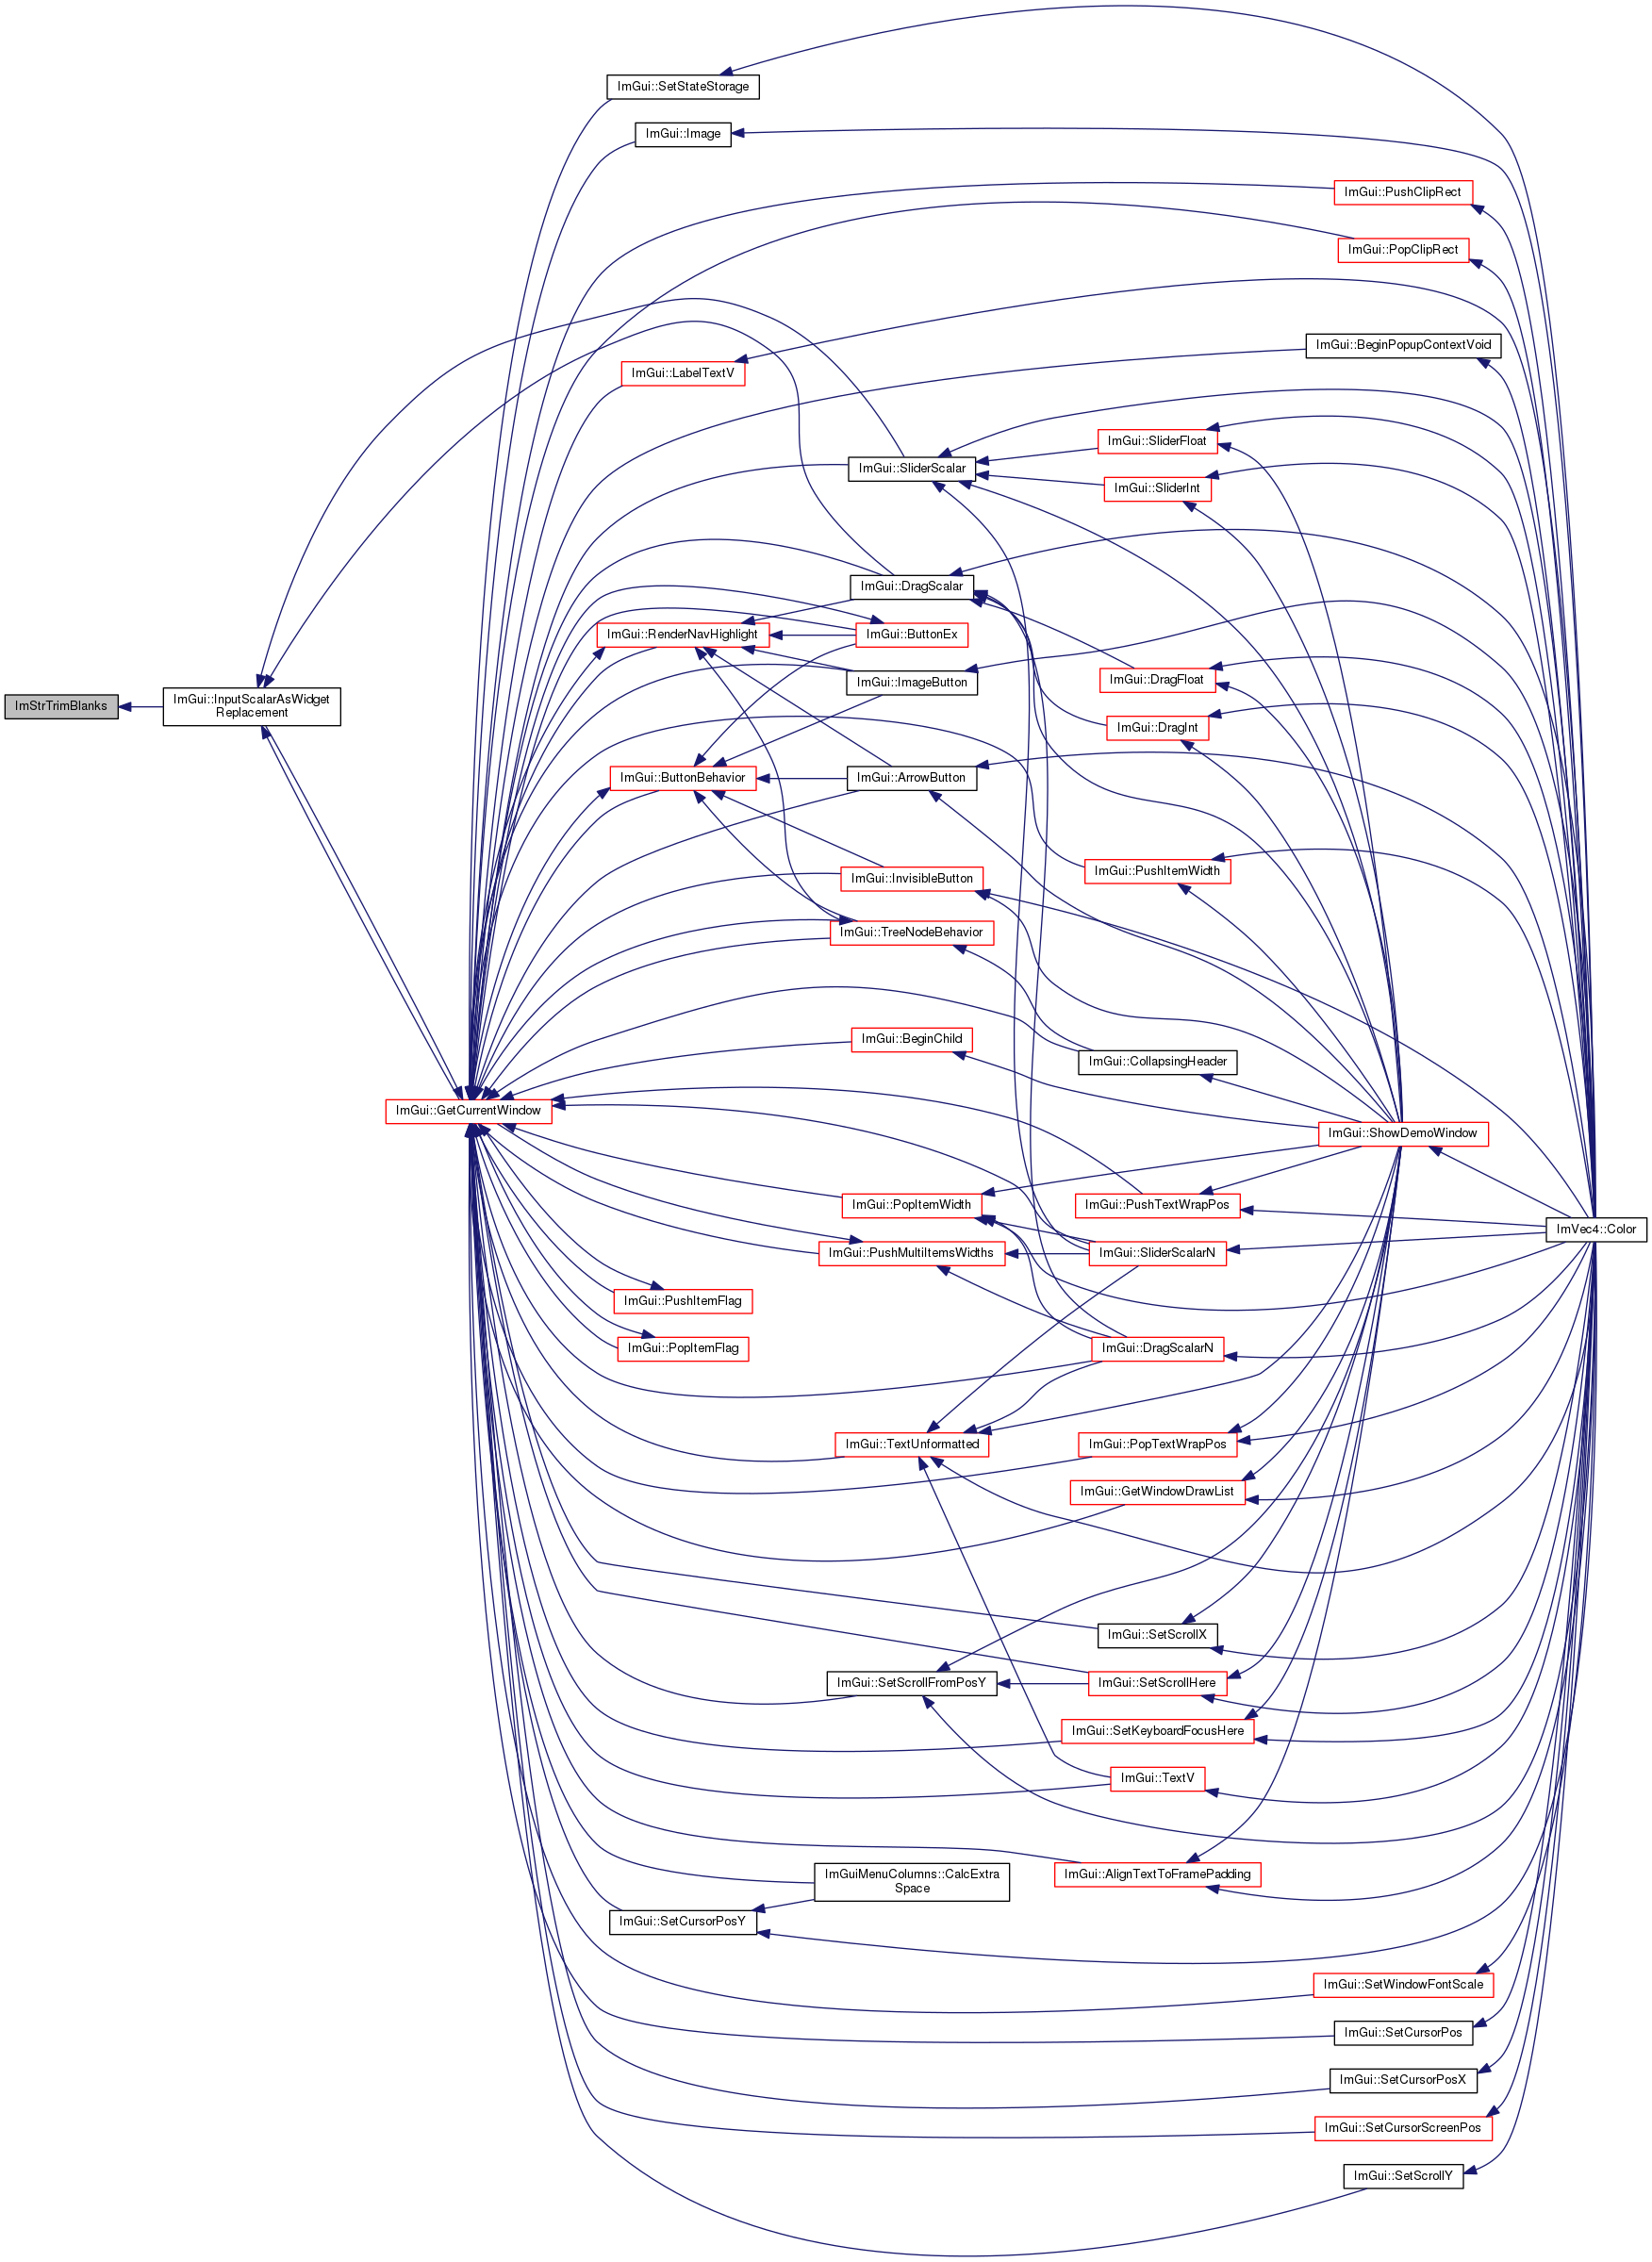 ImGui::SetStateStorage
ImGui::Image
ImGui::PushClipRect
ImGui::PopClipRect
ImGui::BeginPopupContextVoid
ImGui::LabelTextV
ImGui::SliderFloat
ImGui::SliderScalar
ImGui::SliderInt
ImGui::DragScalar
ImGui::RenderNavHighlight
ImGui::ButtonEx
ImGui::DragFloat
ImGui::ImageButton
ImStrTrimBlanks
ImGui::InputScalarAsWidget
Replacement
ImGui::DragInt
ImGui::ButtonBehavior
ImGui::ArrowButton
ImGui::PushItemWidth
ImGui::InvisibleButton
ImGui::TreeNodeBehavior
ImGui::BeginChild
ImGui::CollapsingHeader
ImGui::GetCurrentWindow
ImGui::ShowDemoWindow
ImGui::PopItemWidth
ImGui::PushTextWrapPos
ImVec4::Color
ImGui::PushMultiItemsWidths
ImGui::SliderScalarN
ImGui::PushItemFlag
ImGui::PopItemFlag
ImGui::DragScalarN
ImGui::TextUnformatted
ImGui::PopTextWrapPos
ImGui::GetWindowDrawList
ImGui::SetScrollX
ImGui::SetScrollFromPosY
ImGui::SetScrollHere
ImGui::SetKeyboardFocusHere
ImGui::TextV
ImGui::AlignTextToFramePadding
ImGuiMenuColumns::CalcExtra
Space
ImGui::SetCursorPosY
ImGui::SetWindowFontScale
ImGui::SetCursorPos
ImGui::SetCursorPosX
ImGui::SetCursorScreenPos
ImGui::SetScrollY